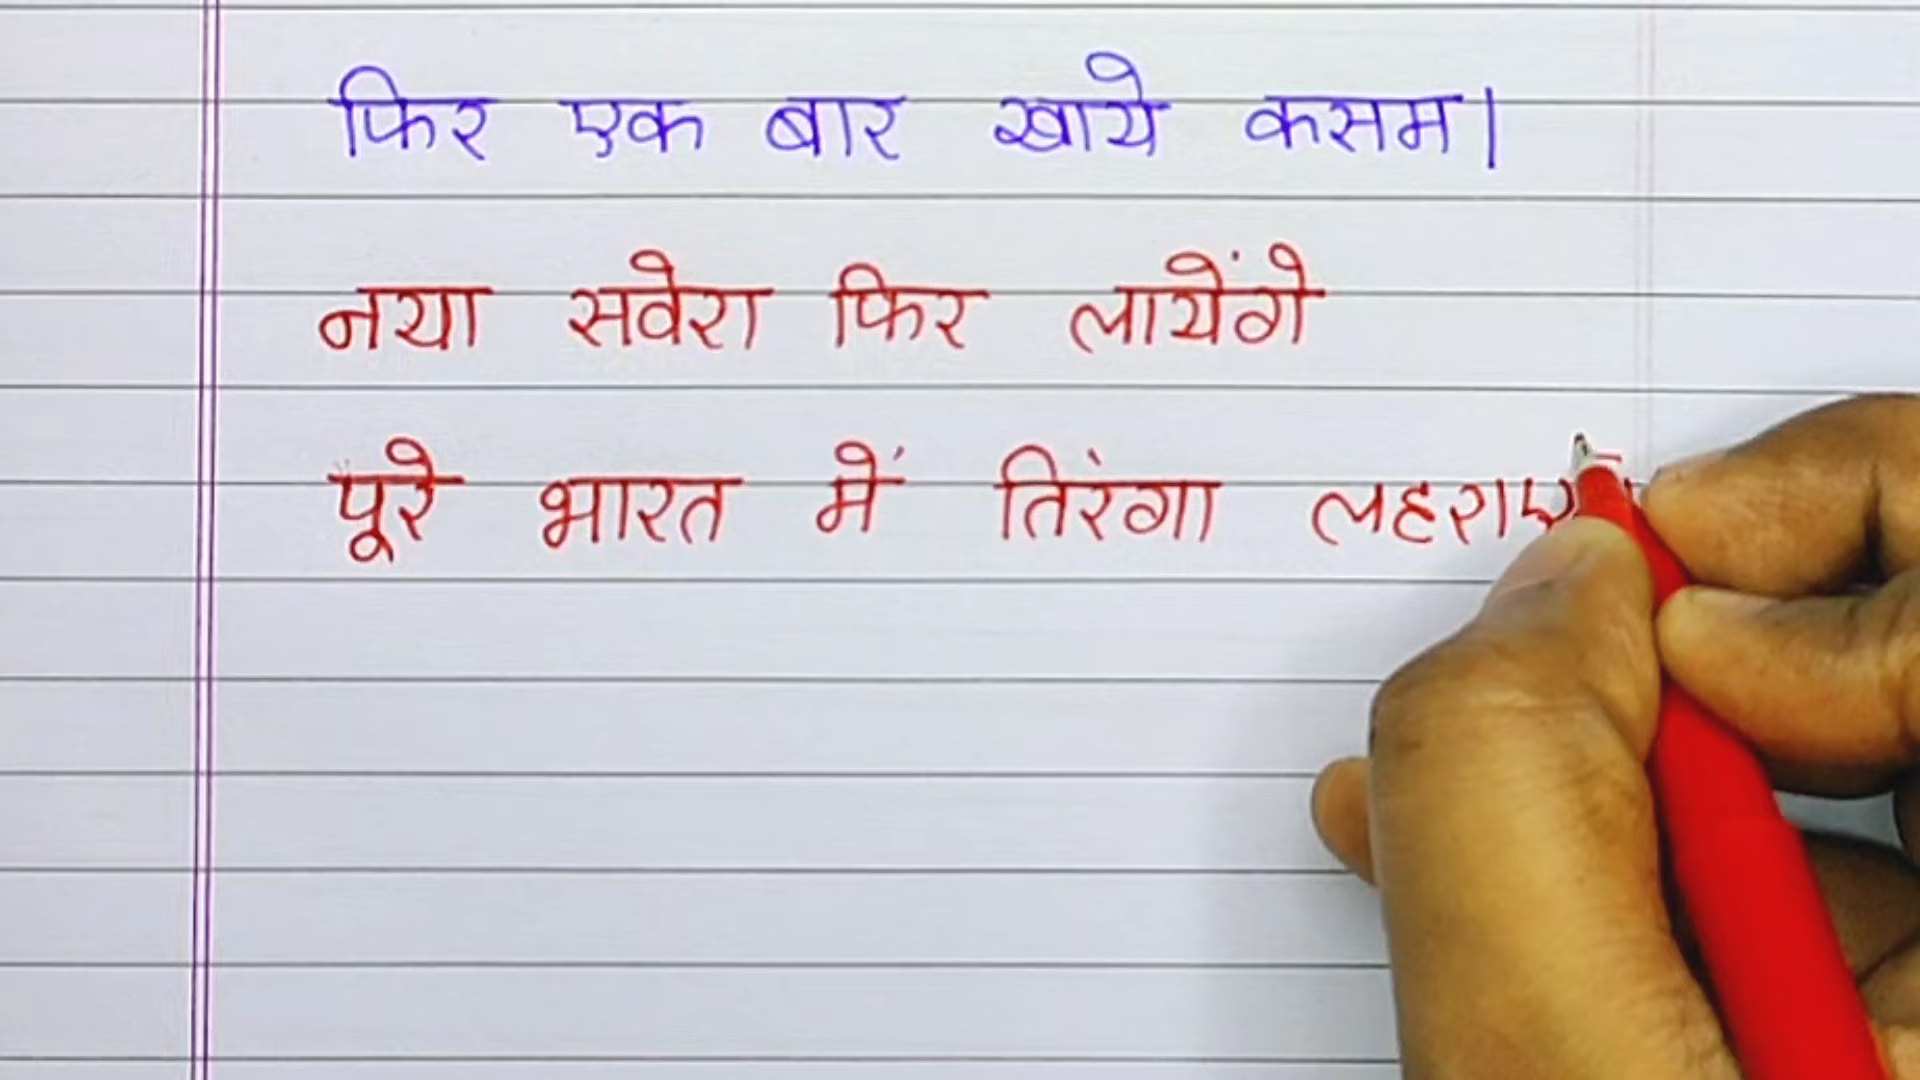 फिर एक बार खाये कसम।
नया सवेरा फिर लायेंगे
पूरे भारत में तिरंगा